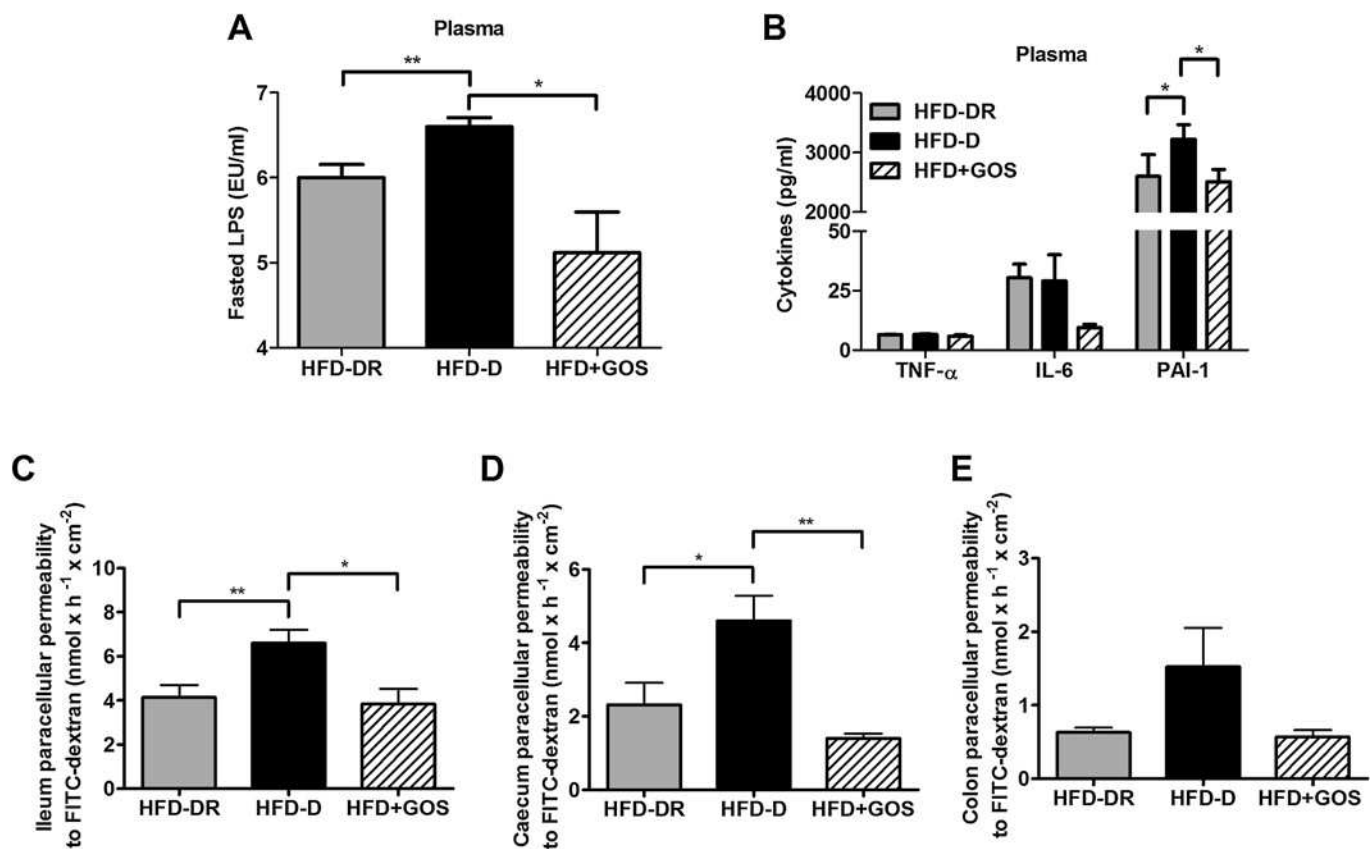 A
Plasma
**
*
7
6
5
4
Fasted LPS (EU/ml)
HFD-DR
HFD-D
HFD+GOS
B
Plasma
*
*
4000
3000
2000
50
25
0
Cytokines (pg/ml)
HFD-DR
HFD-D
HFD+GOS
TNF-α
IL-6
PAI-1
C
Ileum paracellular permeability
to FITC-dextran (nmol x h -1 x cm-2)
10
8
6
4
2
0
**
*
HFD-DR
HFD-D
HFD+GOS
D
Caecum paracellular permeability
to FITC-dextran (nmol x h -1 x cm-2)
6
4
2
0
*
**
HFD-DR
HFD-D
HFD+GOS
E
Colon paracellular permeability
to FITC-dextran (nmol x h -1 x cm-2)
3
2
1
0
HFD-DR
HFD-D
HFD+GOS